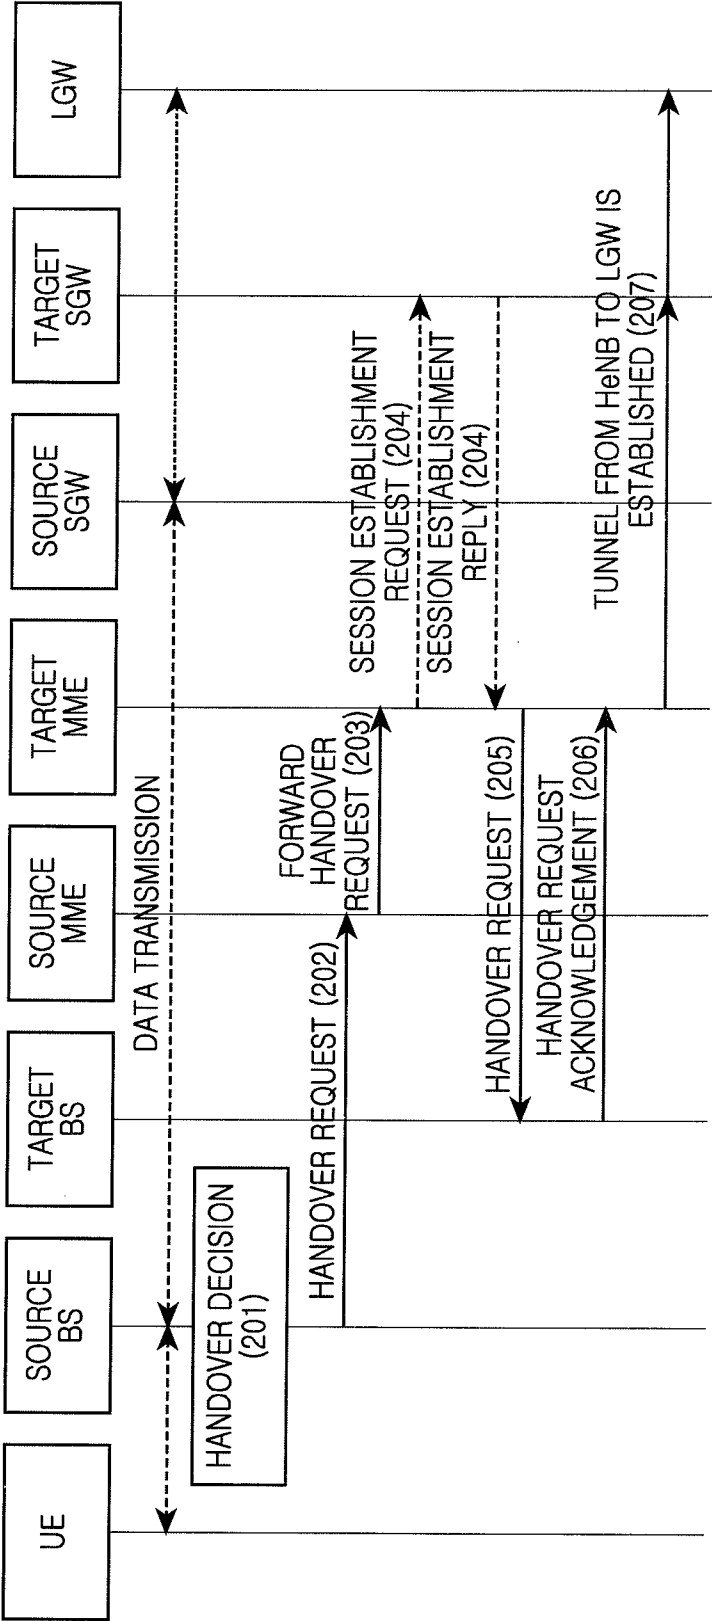 UE
SOURCE
BS
TARGET
BS
SOURCE
MME
TARGET
MME
SOURCE
SGW
TARGET
SGW
LGW
DATA TRANSMISSION
HANDOVER DECISION
(201)
HANDOVER REQUEST (202)
FORWARD
HANDOVER
REQUEST (203)
SESSION ESTABLISHMENT
REQUEST (204)
SESSION ESTABLISHMENT
REPLY (204)
HANDOVER REQUEST (205)
HANDOVER REQUEST
ACKNOWLEDGEMENT (206)
TUNNEL FROM HeNB TO LGW IS
ESTABLISHED (207)